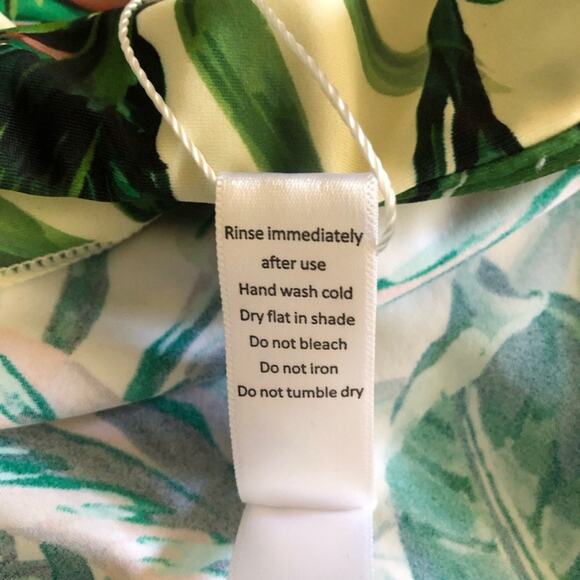 Rinse immediately
after use
Hand wash cold
Dry flat in shade
Do not bleach
Do not iron
Do not tumble dry